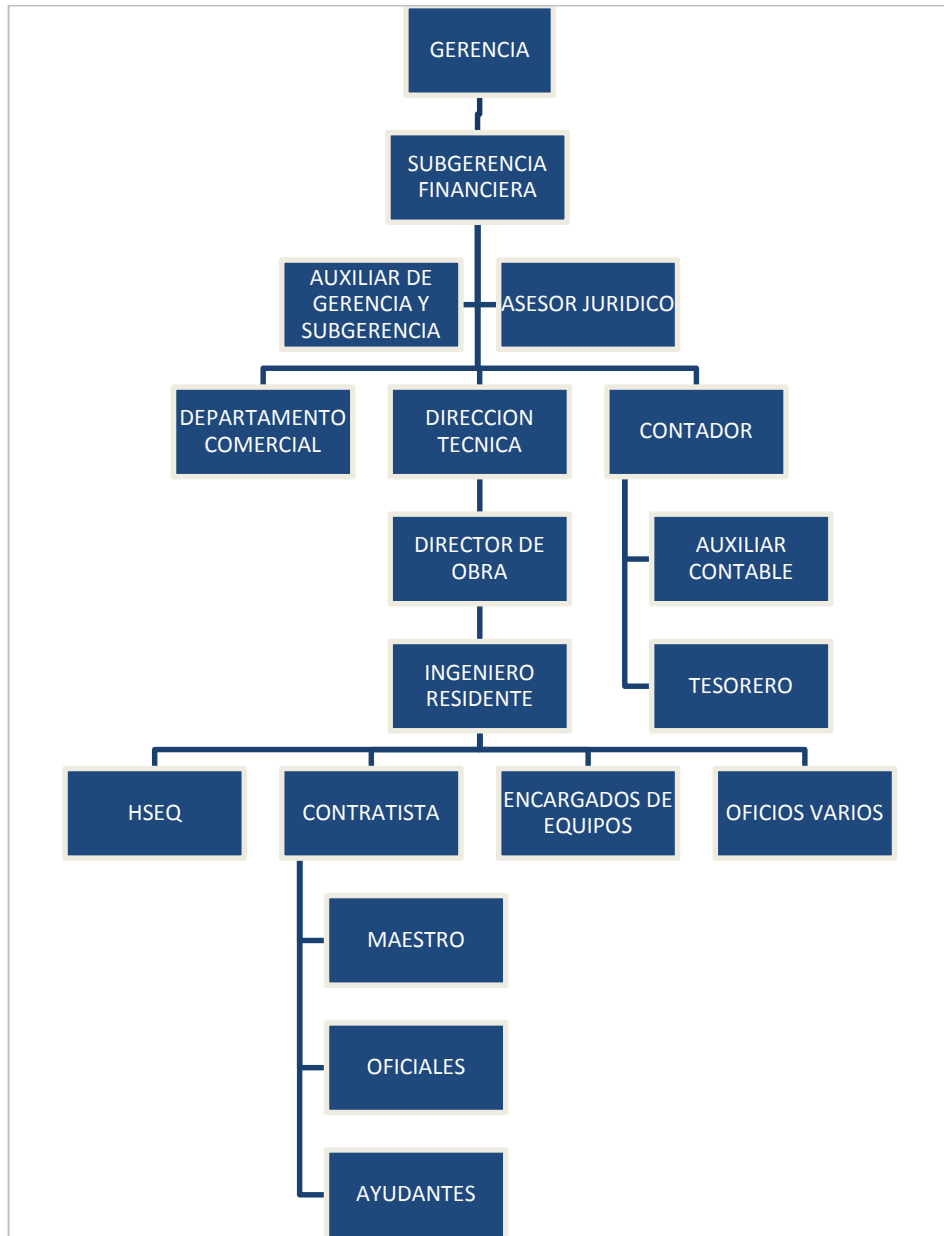 GERENCIA
SUBGERENCIA
FINANCIERA
AUXILIAR DE
GERENCIA Y
SUBGERENCIA
ASESOR JURIDICO
DEPARTAMENTO
COMERCIAL
DIRECCION
TECNICA
CONTADOR
DIRECTOR DE
OBRA
AUXILIAR
CONTABLE
INGENIERO
RESIDENTE
TESORERO
HSEQ
CONTRATISTA
ENCARGADOS DE
EQUIPOS
OFICIOS VARIOS
MAESTRO
OFICIALES
AYUDANTES